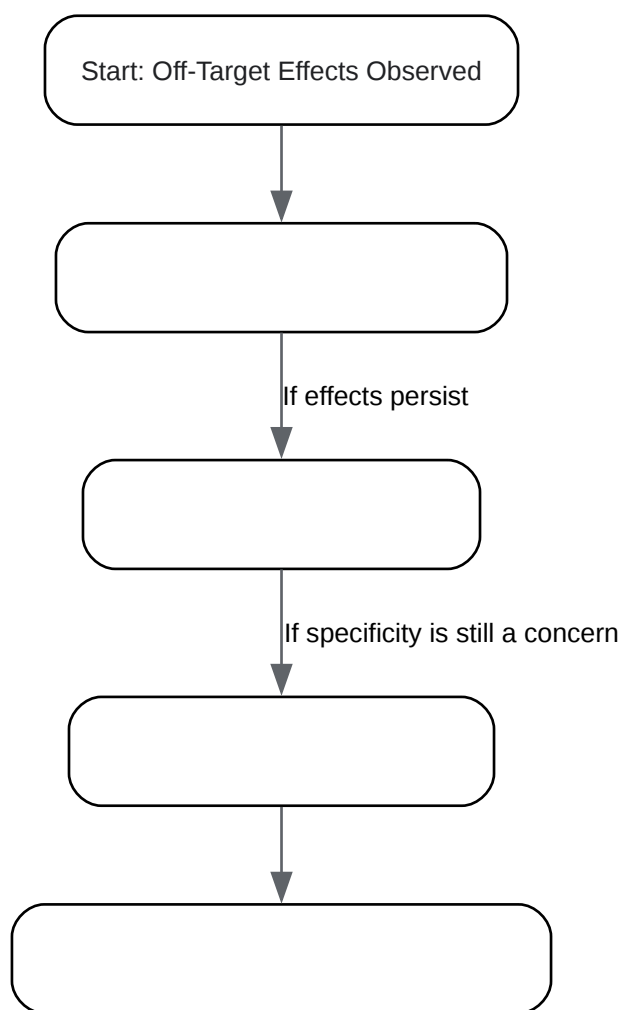 Start: Off-Target Effects Observed
If effects persist
If specificity is still a concern